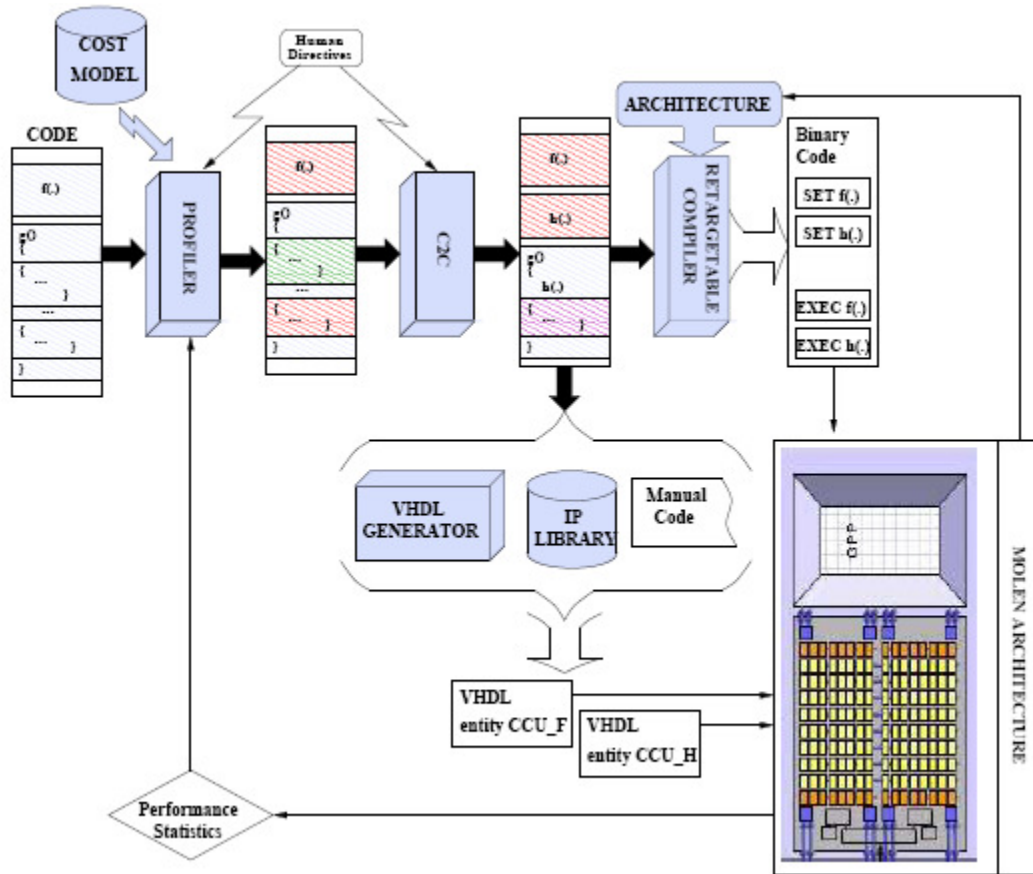 COST
MODEL
Human
Directives
CODE
f(.)
{
{
...
}
...
{
...
}
}
PROFILER
f(.)
{
{
...
}
...
{
...
}
}
C2C
f(.)
h(.)
{
h(.)
{
...
}
}
ARCHITECTURE
RETARGETABLE
COMPILER
Binary
Code
SET f(.)
SET h(.)
EXEC f(.)
EXEC h(.)
VHDL
GENERATOR
IP
LIBRARY
Manual
Code
VHDL
entity CCU_F
VHDL
entity CCU_H
GPP
MOLEN ARCHITECTURE
Performance
Statistics